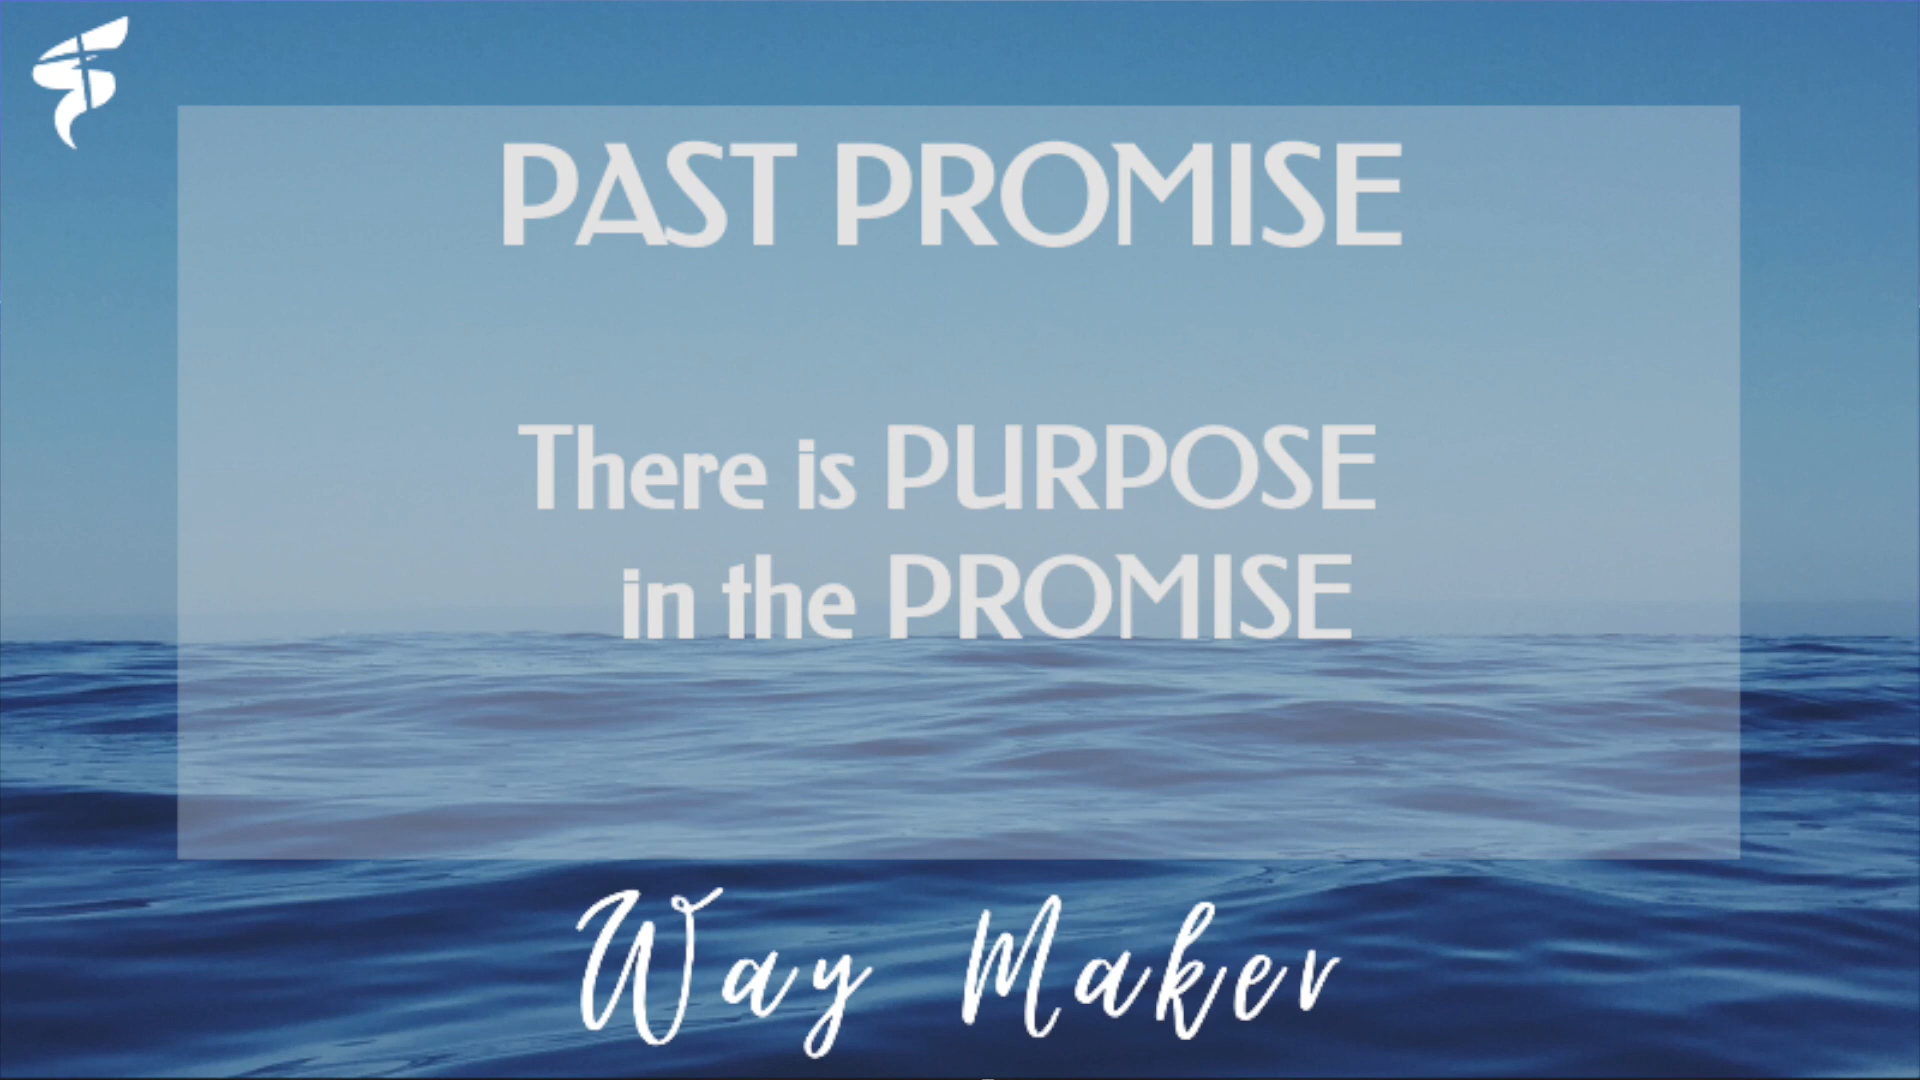 PAST PROMISE
There is PURPOSE
in the PROMISE
Way Maker